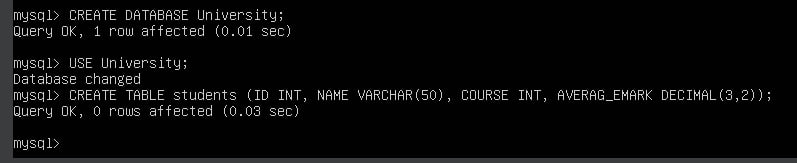 mysql> CREATE DATABASE University;
Query OK, 1 row affected (0.01 sec)
mysql> USE University;
Database changed
mysql> CREATE TABLE students (ID INT, NAME VARCHAR(50), COURSE INT, AVERAG_EMARK DECIMAL(3,2));
Query OK, 0 rows affected (0.03 sec)
mysql>